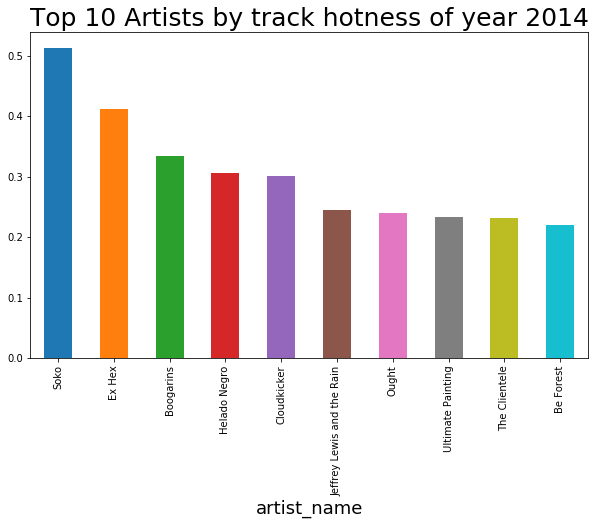 Top 10 Artists by track hotness of year 2014
0.5
0.4
0.3
0.2
0.1
0.0
Soko
Ex Hex
Boogarins
Helado Negro
Cloudkicker
Jeffrey Lewis and the Rain
Ought
Ultimate Painting
The Clientele
Be Forest
artist_name